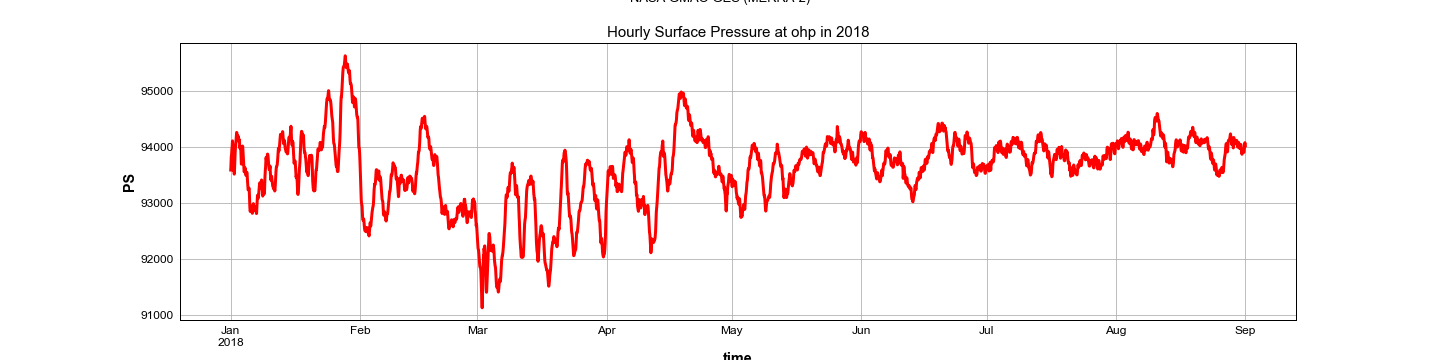 Hourly Surface Pressure at ohp in 2018
95000
94000
93000
92000
91000
PS
Jan Feb Mar Apr May Jun Jul Aug Sep
2018
time